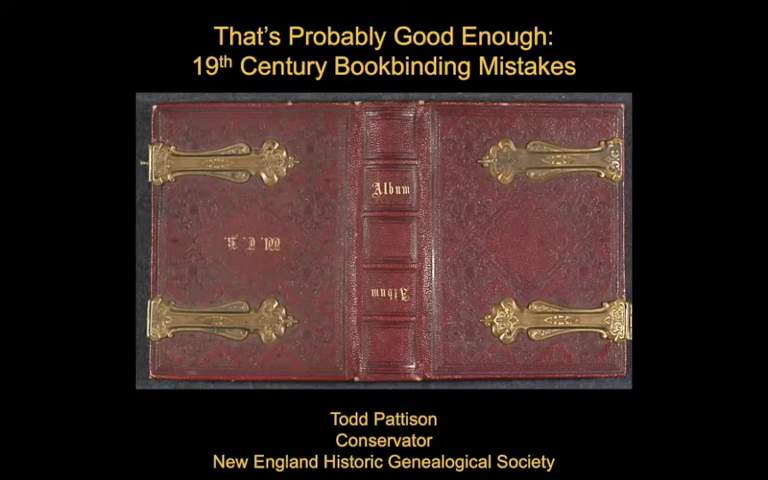 That's Probably Good Enough:
19th Century Bookbinding Mistakes
Album
Album
Todd Pattison
Conservator
New England Historic Genealogical Society